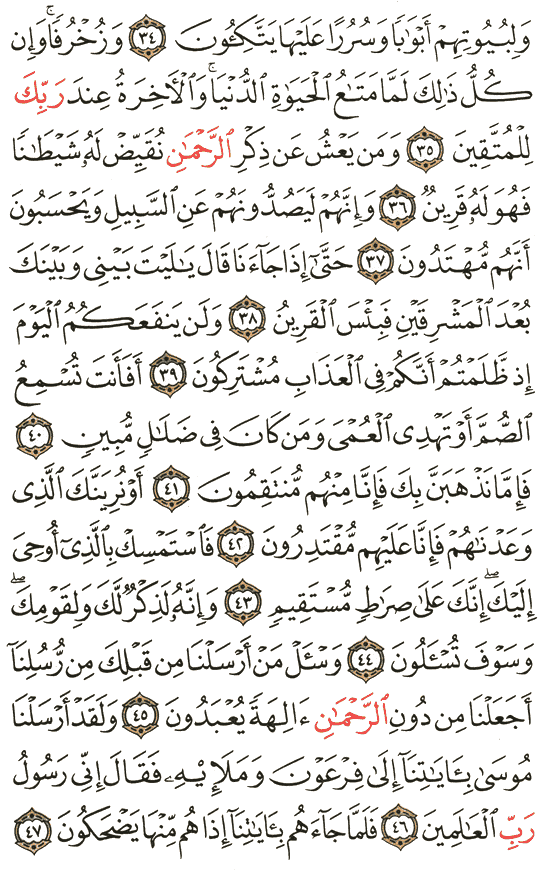 وَلِبُيُوتِهِمْ أَبْوَٰبًا وَسُرُرًا عَلَيْهَا يَتَّكِـُٔونَ ٣٤ وَزُخْرُفًا ۚ وَإِن
كُلُّ ذَٰلِكَ لَمَّا مَتَـٰعُ ٱلْحَيَوٰةِ ٱلدُّنْيَا ۚ وَٱلْـَٔاخِرَةُ عِندَ رَبِّكَ
لِلْمُتَّقِينَ ٣٥ وَمَن يَعْشُ عَن ذِكْرِ ٱلرَّحْمَـٰنِ نُقَيِّضْ لَهُۥ شَيْطَـٰنًا
فَهُوَ لَهُۥ قَرِينٌ ٣٦ وَإِنَّهُمْ لَيَصُدُّونَهُمْ عَنِ ٱلسَّبِيلِ وَيَحْسَبُونَ
أَنَّهُم مُّهْتَدُونَ ٣٧ حَتَّىٰٓ إِذَا جَآءَنَا قَالَ يَـٰلَيْتَ بَيْنِى وَبَيْنَكَ
بُعْدَ ٱلْمَشْرِقَيْنِ فَبِئْسَ ٱلْقَرِينُ ٣٨ وَلَن يَنفَعَكُمُ ٱلْيَوْمَ
إِذ ظَّلَمْتُمْ أَنَّكُمْ فِى ٱلْعَذَابِ مُشْتَرِكُونَ ٣٩ أَفَأَنتَ تُسْمِعُ
ٱلصُّمَّ أَوْ تَهْدِى ٱلْعُمْىَ وَمَن كَانَ فِى ضَلَـٰلٍ مُّبِينٍ ٤٠
فَإِمَّا نَذْهَبَنَّ بِكَ فَإِنَّا مِنْهُم مُّنتَقِمُونَ ٤١ أَوْ نُرِيَنَّكَ ٱلَّذِى
وَعَدْنَـٰهُمْ فَإِنَّا عَلَيْهِم مُّقْتَدِرُونَ ٤٢ فَٱسْتَمْسِكْ بِٱلَّذِىٓ أُوحِىَ
إِلَيْكَ ۖ إِنَّكَ عَلَىٰ صِرَٰطٍ مُّسْتَقِيمٍ ٤٣ وَإِنَّهُۥ لَذِكْرٌ لَّكَ وَلِقَوْمِكَ ۖ
وَسَوْفَ تُسْـَٔلُونَ ٤٤ وَسْـَٔلْ مَنْ أَرْسَلْنَا مِن قَبْلِكَ مِن رُّسُلِنَآ
أَجَعَلْنَا مِن دُونِ ٱلرَّحْمَـٰنِ ءَالِهَةً يُعْبَدُونَ ٤٥ وَلَقَدْ أَرْسَلْنَا
مُوسَىٰ بِـَٔايَـٰتِنَآ إِلَىٰ فِرْعَوْنَ وَمَلَإِي۟هِۦ فَقَالَ إِنِّى رَسُولُ
رَبِّ ٱلْعَـٰلَمِينَ ٤٦ فَلَمَّا جَآءَهُم بِـَٔايَـٰتِنَآ إِذَا هُم مِّنْهَا يَضْحَكُونَ ٤٧